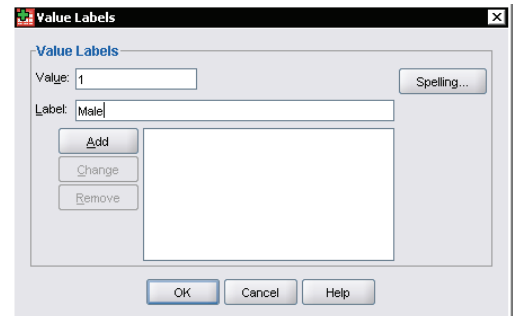 Value Labels
Value Labels
Value: 1
Spelling...
Label: Male
Add
Change
Remove
OK Cancel Help